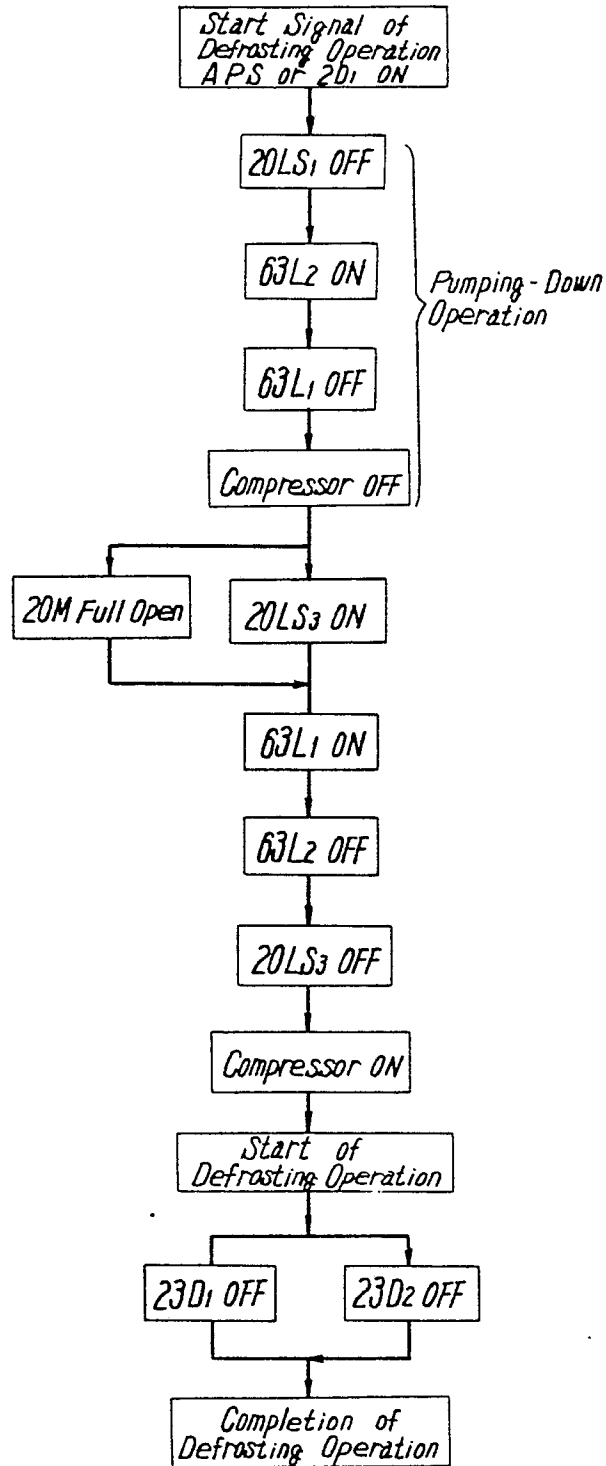 Start Signal of
Defrosting Operation
APS or 2D1 ON
20LS1 OFF
63L2 ON
63L1 OFF
Compressor OFF
Pumping-Down
Operation
20M Full Open
20LS3 ON
63L1 ON
63L2 OFF
20LS3 OFF
Compressor ON
Start of
Defrosting Operation
23D1 OFF
23D2 OFF
Completion of
Defrosting Operation